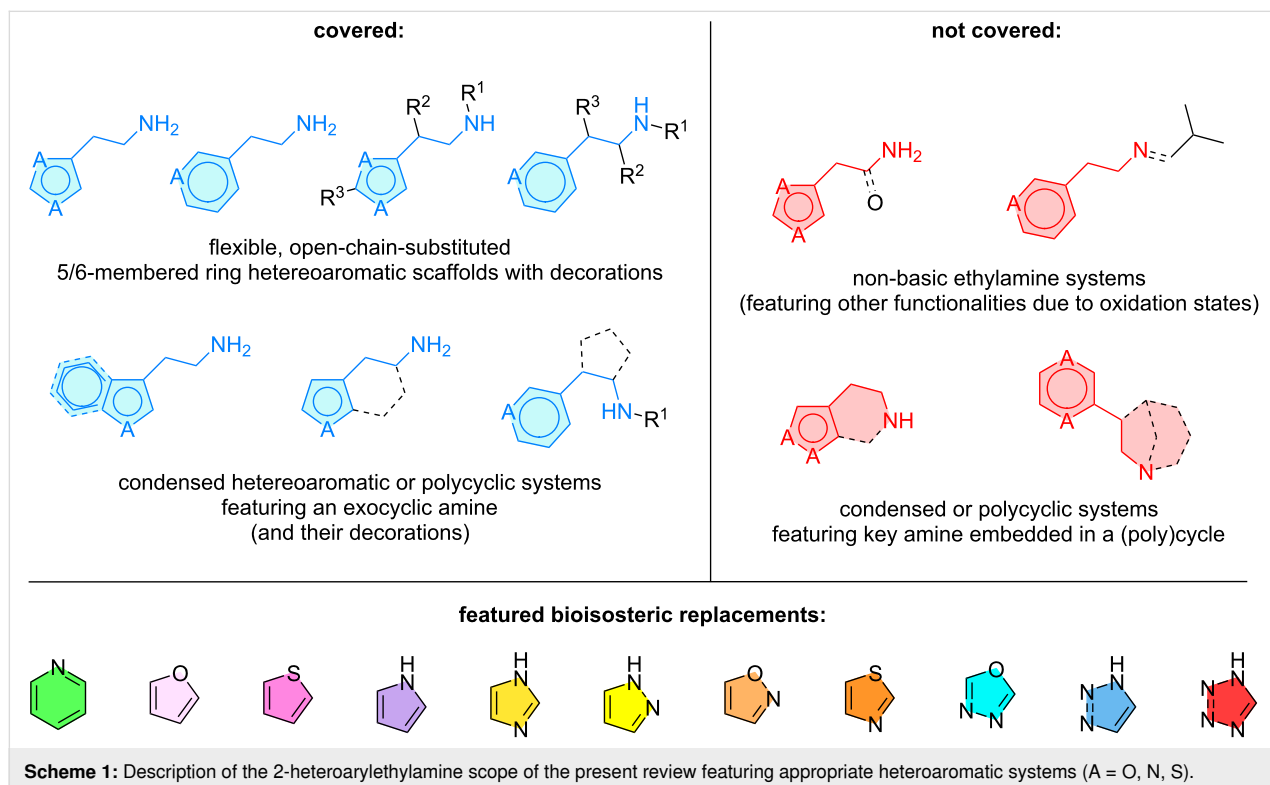 covered:
not covered:
NH2
A
A
NH2
A
R2
R1
NH
A
R3
A
R3
H
N
R1
A
R2
NH2
A
O
A
N
A
flexible, open-chain-substituted
5/6-membered ring hetereoaromatic scaffolds with decorations
non-basic ethylamine systems
(featuring other functionalities due to oxidation states)
NH2
A
NH2
A
A
HN
R1
NH
A
A
A
A
N
condensed hetereoaromatic or polycyclic systems
featuring an exocyclic amine
(and their decorations)
condensed or polycyclic systems
featuring key amine embedded in a (poly)cycle
featured bioisosteric replacements:
N
O
S
H
N
H
N
N
H
N
N
O
N
S
N
O
N
N
H
N
N
N
H
N
N
N
N
Scheme 1: Description of the 2-heteroarylethylamine scope of the present review featuring appropriate heteroaromatic systems (A = O, N, S).